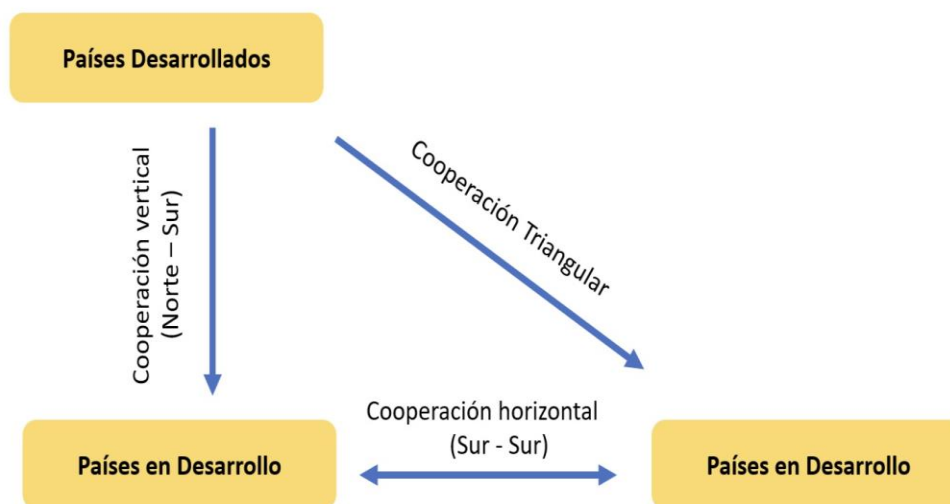 Países Desarrollados
Cooperación vertical
(Norte – Sur)
Cooperación Triangular
Cooperación horizontal
(Sur - Sur)
Países en Desarrollo
Países en Desarrollo